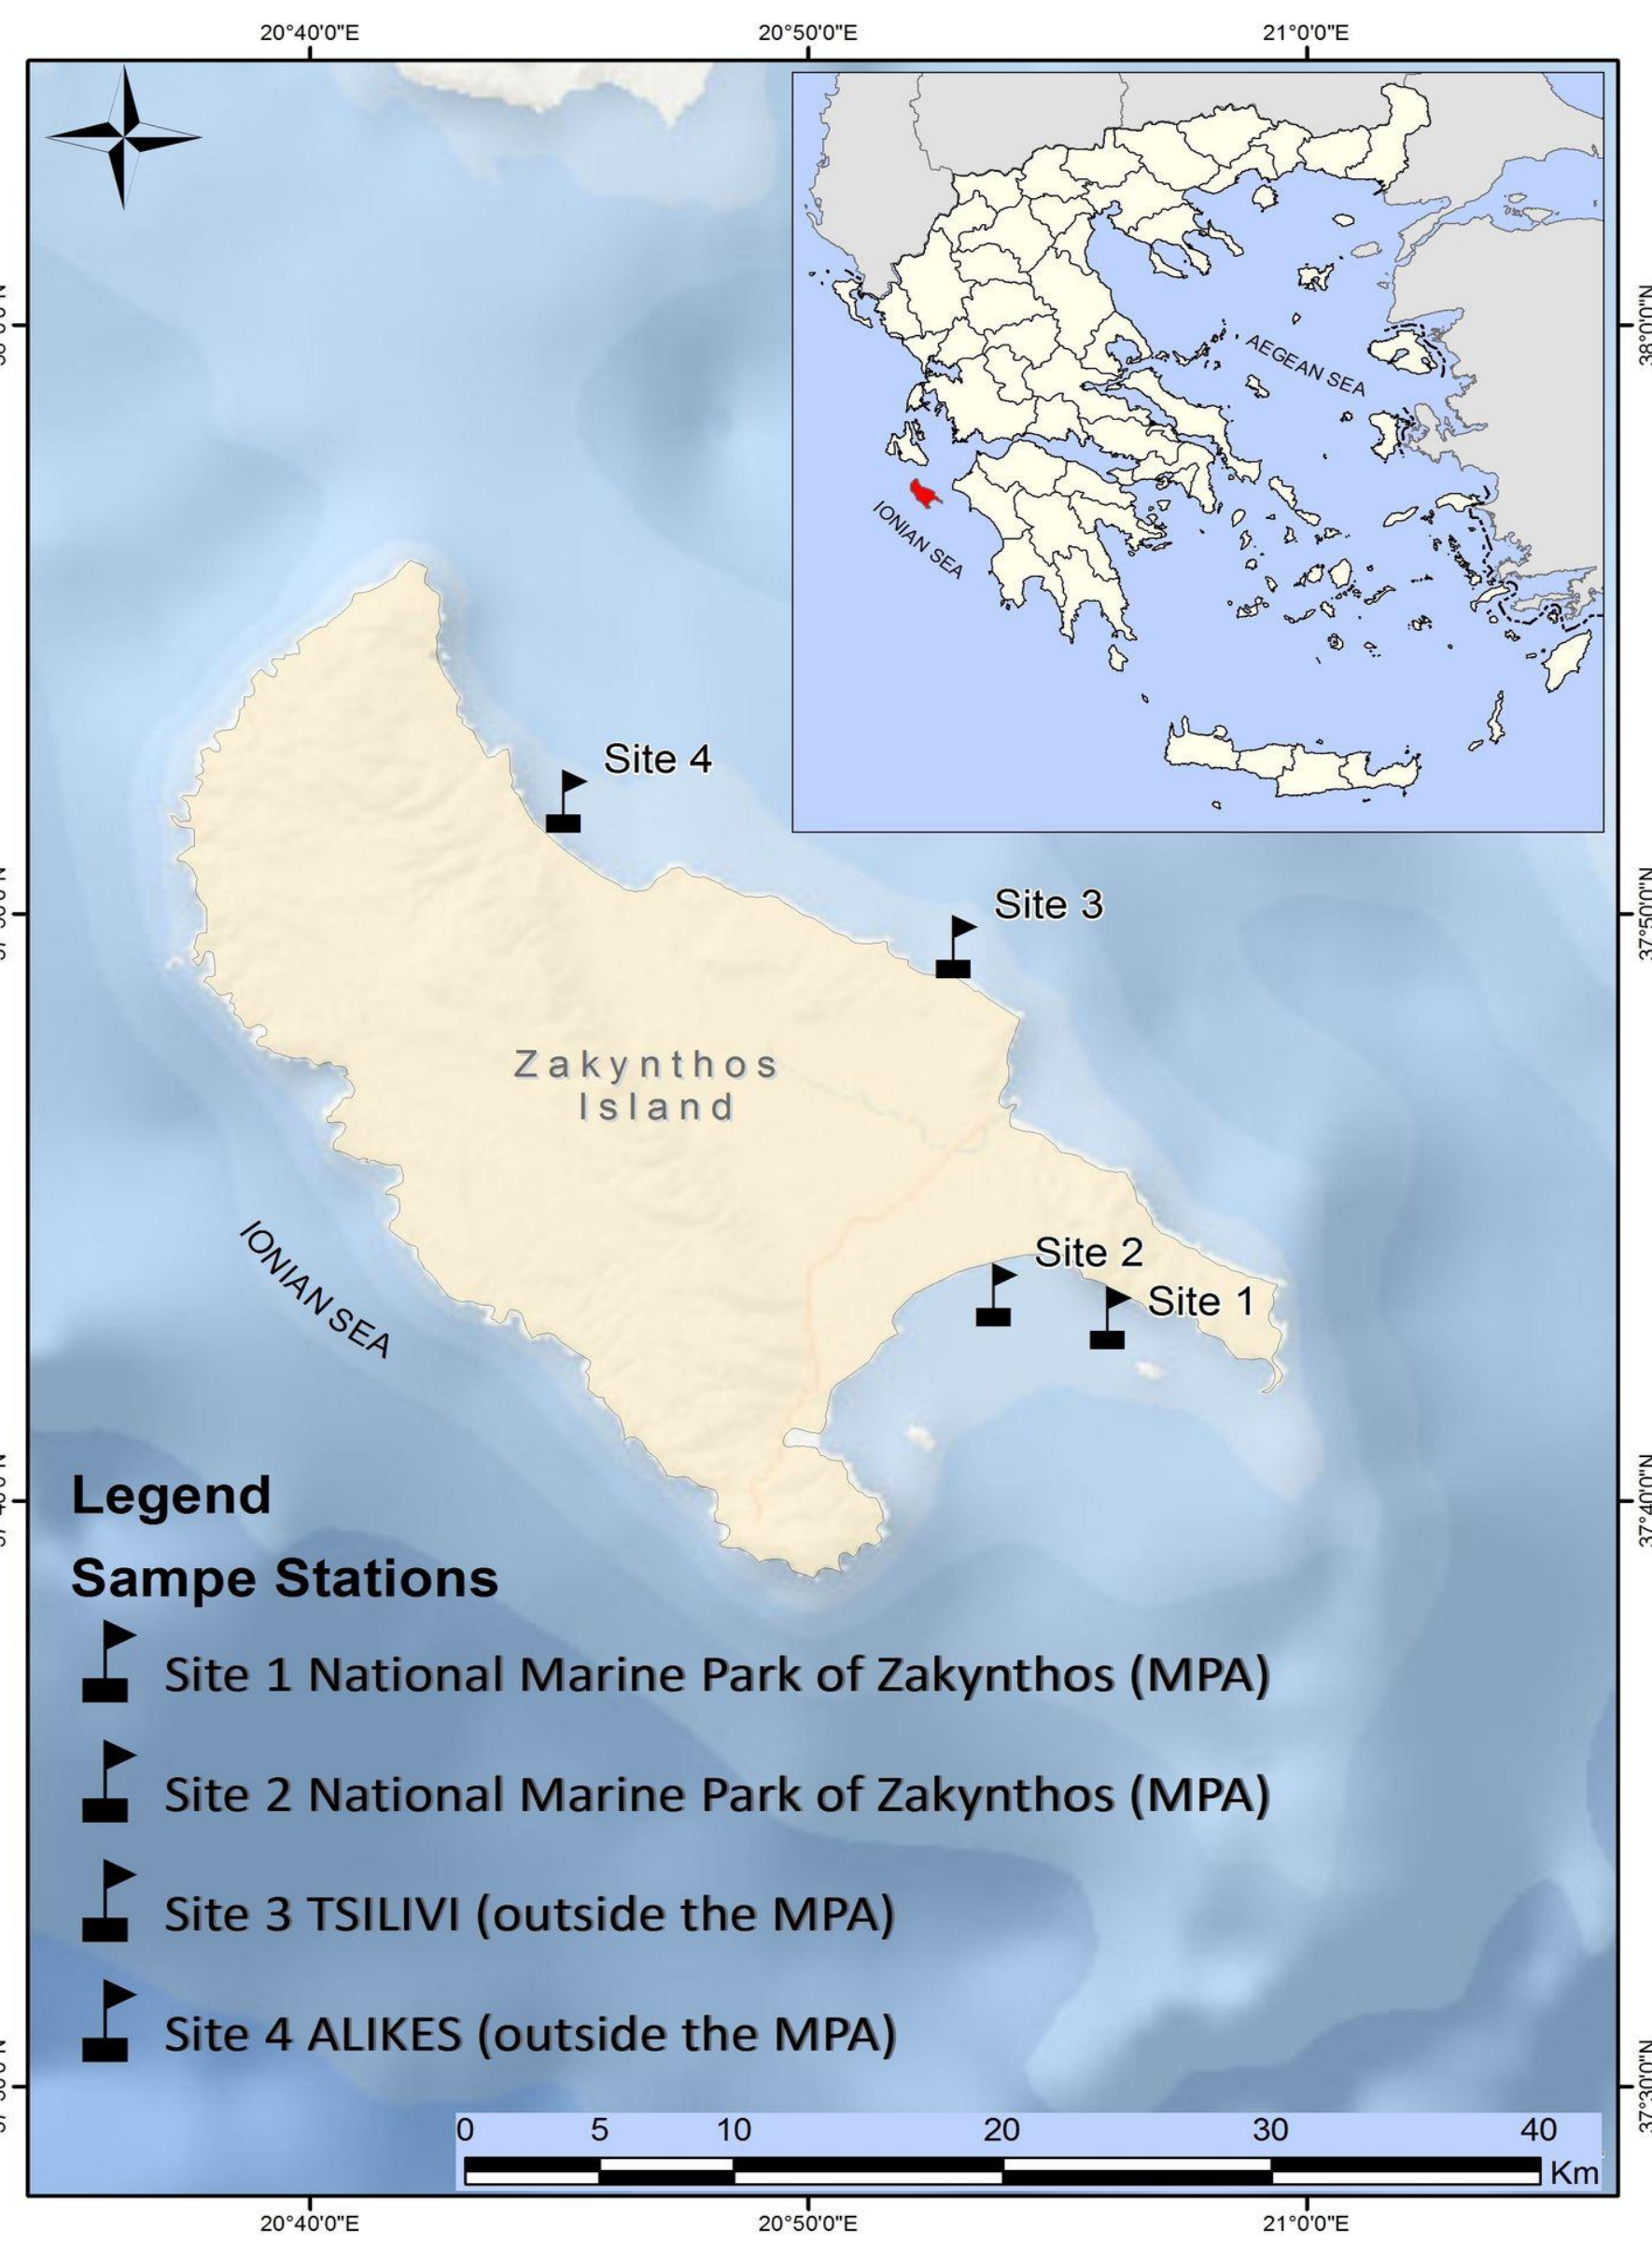 20°40'0"E 20°50'0"E 21°0'0"E
38°0'0"N
AEGEAN SEA
IONIAN SEA
Site 4
Site 3
37°50'0"N
Zakynthos
Island
IONIAN SEA
Site 2
Site 1
37°40'0"N
Legend
Sampe Stations
Site 1 National Marine Park of Zakynthos (MPA)
Site 2 National Marine Park of Zakynthos (MPA)
Site 3 TSILIVI (outside the MPA)
Site 4 ALIKES (outside the MPA)
37°30'0"N
0 5 10 20 30 40
Km
20°40'0"E 20°50'0"E 21°0'0"E